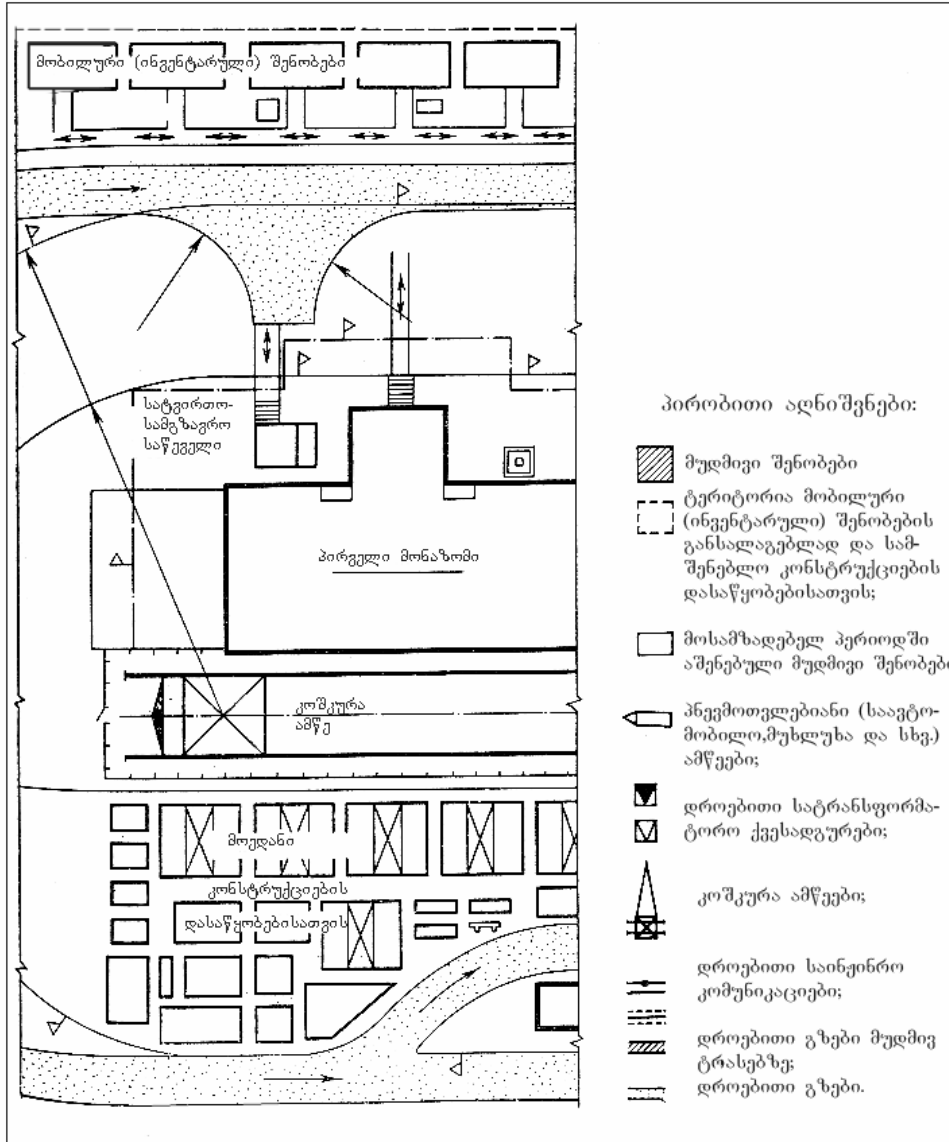 მობილური (ინვენტარული) შენობები
სატვირთო-
სამგზავრო
საწეველი
პირველი მონაზომი
კოშკურა
ამწე
მოედანი
კონსტრუქციების
დასაწყობებისათვის
პირობითი აღნიშვნები:
მუდმივი შენობები
ტერიტორია მობილური
(ინვენტარული) შენობების
განსალაგებლად და სამ-
შენებლო კონსტრუქციების
დასაწყობებისათვის;
მოსამზადებელ პერიოდში
აშენებული მუდმივი შენობები
პნევმოთვლებიანი (საავტო-
მობილო,მუხლუხა და სხვ.)
ამწეები;
დროებითი სატრანსფორმა-
ტორო ქვესადგურები;
კოშკურა ამწეები;
დროებითი საინჟინრო
კომუნიკაციები;
დროებითი გზები მუდმივ
ტრასებზე;
დროებითი გზები.